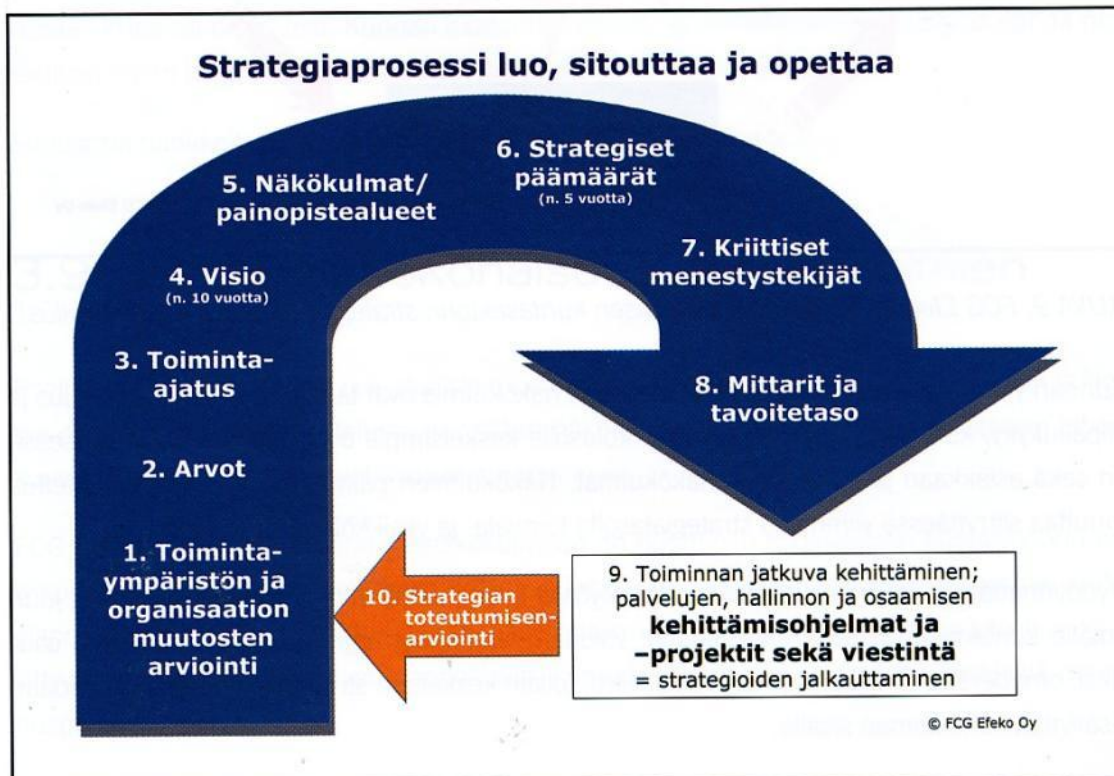 Strategiaprosessi luo, sitouttaa ja opettaa
6. Strategiset
päämäärät
(n. 5 vuotta)
5. Näkökulmat/
painopistealueet
7. Kriittiset
menestystekijät
4. Visio
(n. 10 vuotta)
3. Toiminta-
ajatus
8. Mittarit ja
tavoitetaso
2. Arvot
1. Toiminta-
ympäristön ja
organisaation
muutosten
arviointi
10. Strategian
toteutumisen-
arviointi
9. Toiminnan jatkuva kehittäminen;
palvelujen, hallinnon ja osaamisen
kehittämisohjelmat ja
–projektit sekä viestintä
= strategioiden jalkauttaminen
© FCG Efeko Oy